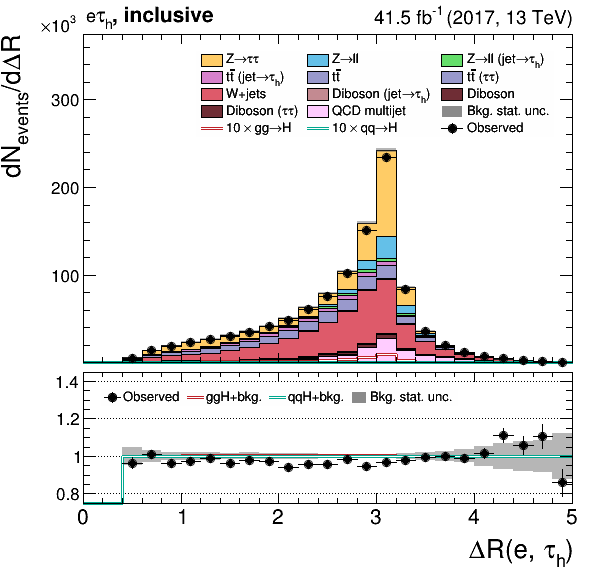 ×10³ eτₕ, inclusive 41.5 fb⁻¹ (2017, 13 TeV)
dN_events/dΔR
Z→ττ Z→ll Z→ll (jet→τₕ)
tt̄ (jet→τₕ) tt̄ tt̄ (ττ)
W+jets Diboson (jet→τₕ) Diboson
Diboson (ττ) QCD multijet Bkg. stat. unc.
10 × gg→H 10 × qq→H Observed
300
200
100
1.4
Observed ggH+bkg. qqH+bkg. Bkg. stat. unc.
1.2
1
0.8
0 1 2 3 4 5
ΔR(e, τₕ)